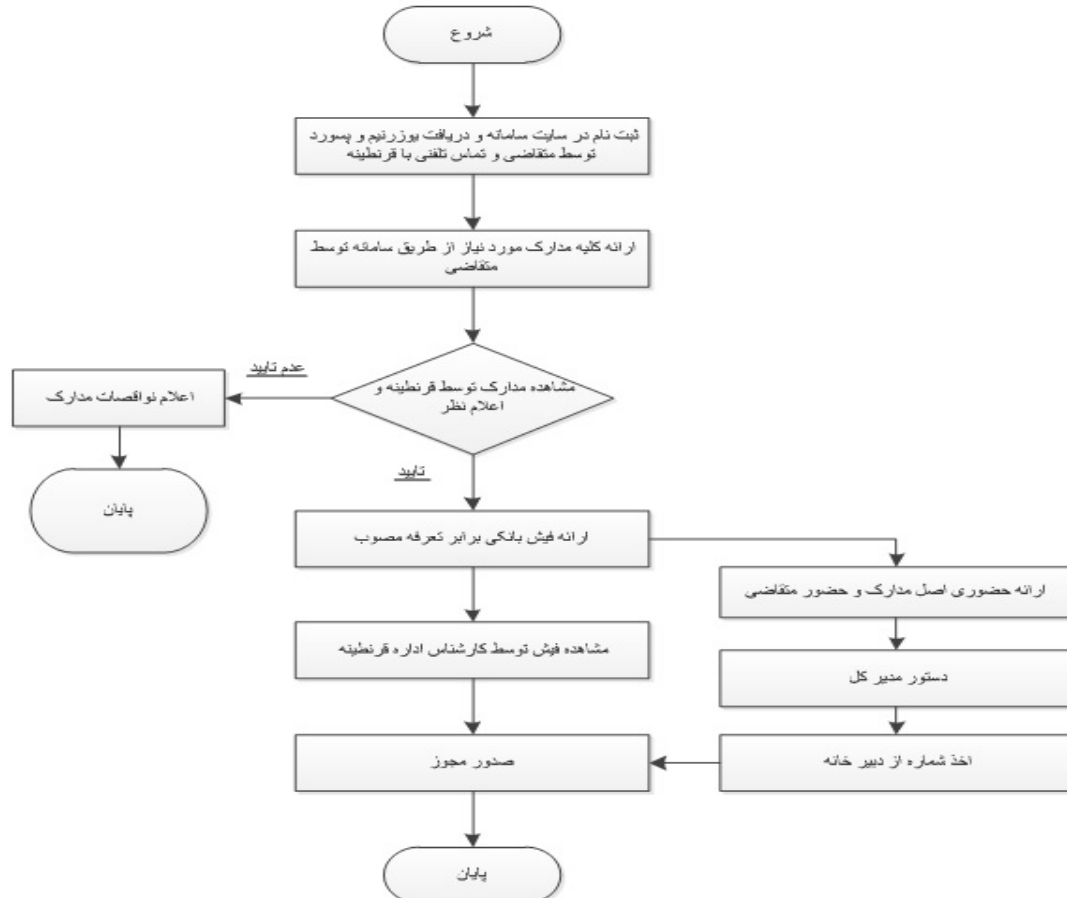 شروع
ثبت نام در سایت سامانه و دریافت یوزرنیم و پسورد
توسط متقاضی و تماس تلفنی با قرنطینه
ارائه کلیه مدارک مورد نیاز از طریق سامانه توسط
متقاضی
مشاهده مدارک توسط قرنطینه و
اعلام نظر
عدم تایید
اعلام نواقصات مدارک
پایان
تایید
ارائه فیش بانکی برابر تعرفه مصوب
ارائه حضوری اصل مدارک و حضور متقاضی
مشاهده فیش توسط کارشناس اداره قرنطینه
دستور مدیر کل
اخذ شماره از دبیر خانه
صدور مجوز
پایان